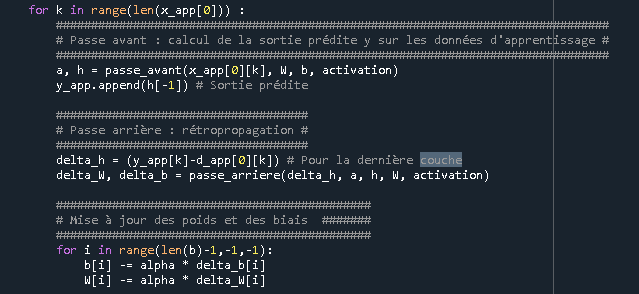 for k in range(len(x_app[0])) :
###############################################################################
# Passe avant : calcul de la sortie prédite y sur les données d'apprentissage #
###############################################################################
a, h = passe_avant(x_app[0][k], W, b, activation)
y_app.append(h[-1]) # Sortie prédite
####################################
# Passe arrière : rétropropagation #
####################################
delta_h = (y_app[k]-d_app[0][k]) # Pour la dernière couche
delta_W, delta_b = passe_arriere(delta_h, a, h, W, activation)
#############################################
# Mise à jour des poids et des biais  #######
#############################################
for i in range(len(b)-1,-1,-1):
b[i] -= alpha * delta_b[i]
W[i] -= alpha * delta_W[i]